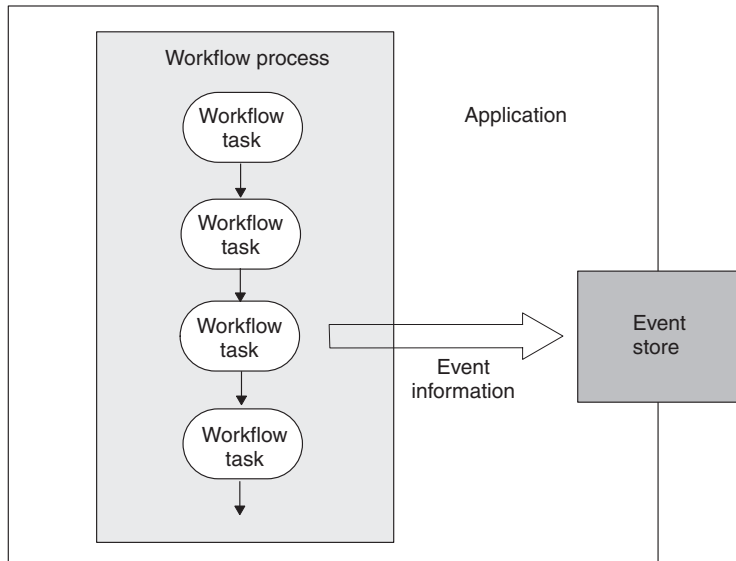 Workflow process
Workflow
task
Application
Workflow
task
Workflow
task
Event
store
Event
information
Workflow
task